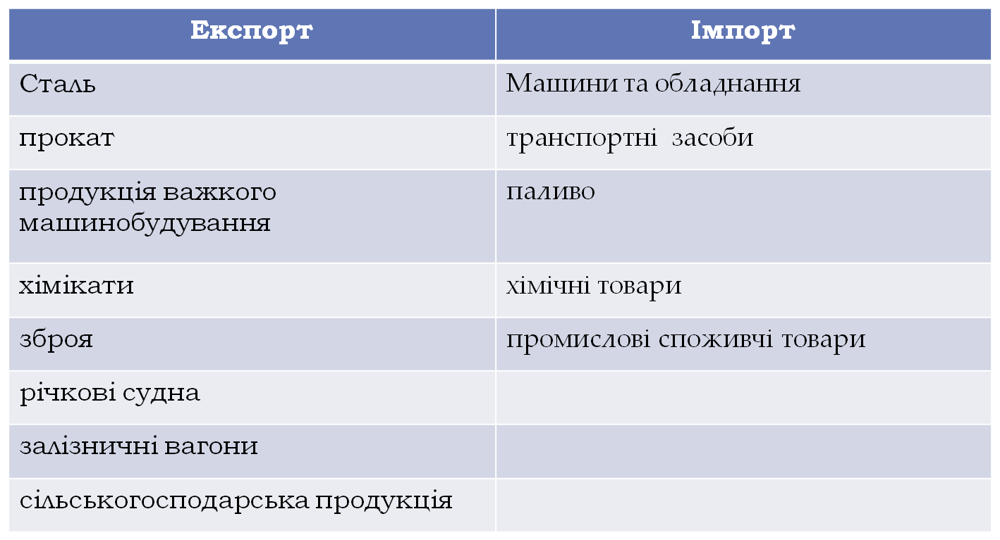 Експорт Імпорт
Сталь Машини та обладнання
прокат транспортні засоби
продукція важкого паливо
машинобудування
хімікати хімічні товари
зброя промислові споживчі товари
річкові судна
залізничні вагони
сільськогосподарська продукція